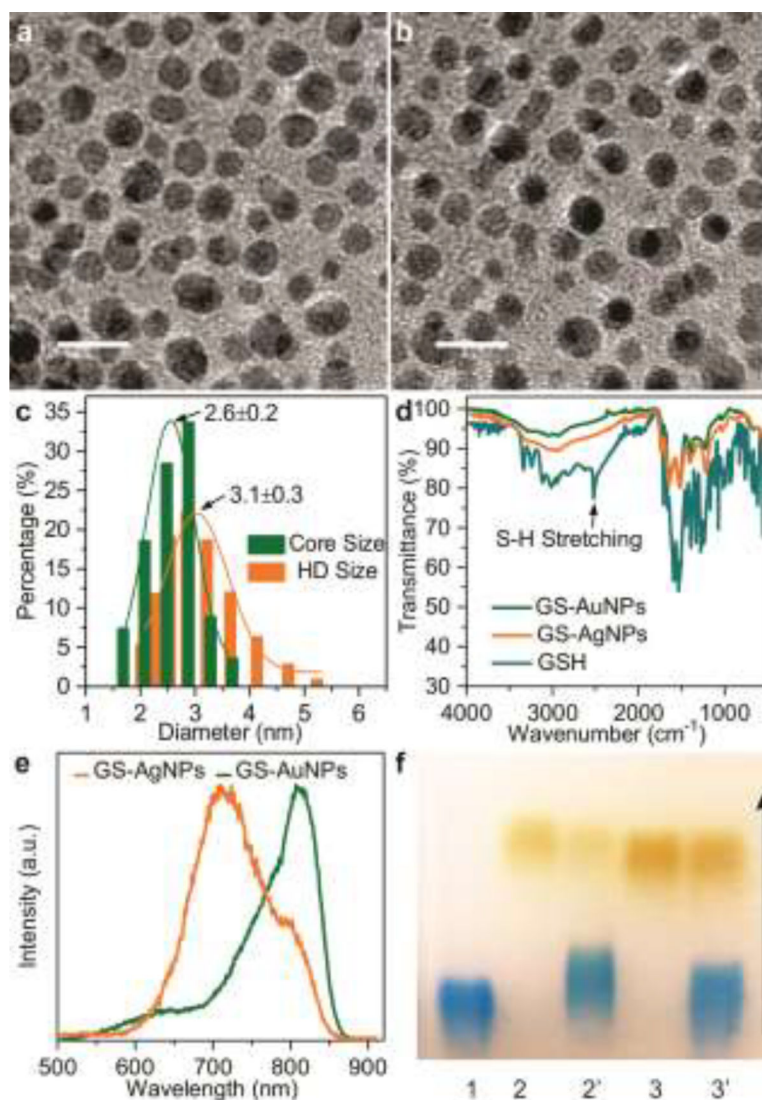 a
b
c
35
30
25
20
15
10
5
0
Percentage (%)
2.6±0.2
3.1±0.3
Core Size
HD Size
1 2 3 4 5 6
Diameter (nm)
d
100
90
80
70
60
50
40
30
Transmittance (%)
S-H Stretching
GS-AuNPs
GS-AgNPs
GSH
4000 3000 2000 1000
Wavenumber (cm⁻¹)
e
GS-AgNPs GS-AuNPs
Intensity (a.u.)
500 600 700 800 900
Wavelength (nm)
f
1 2 2' 3 3'